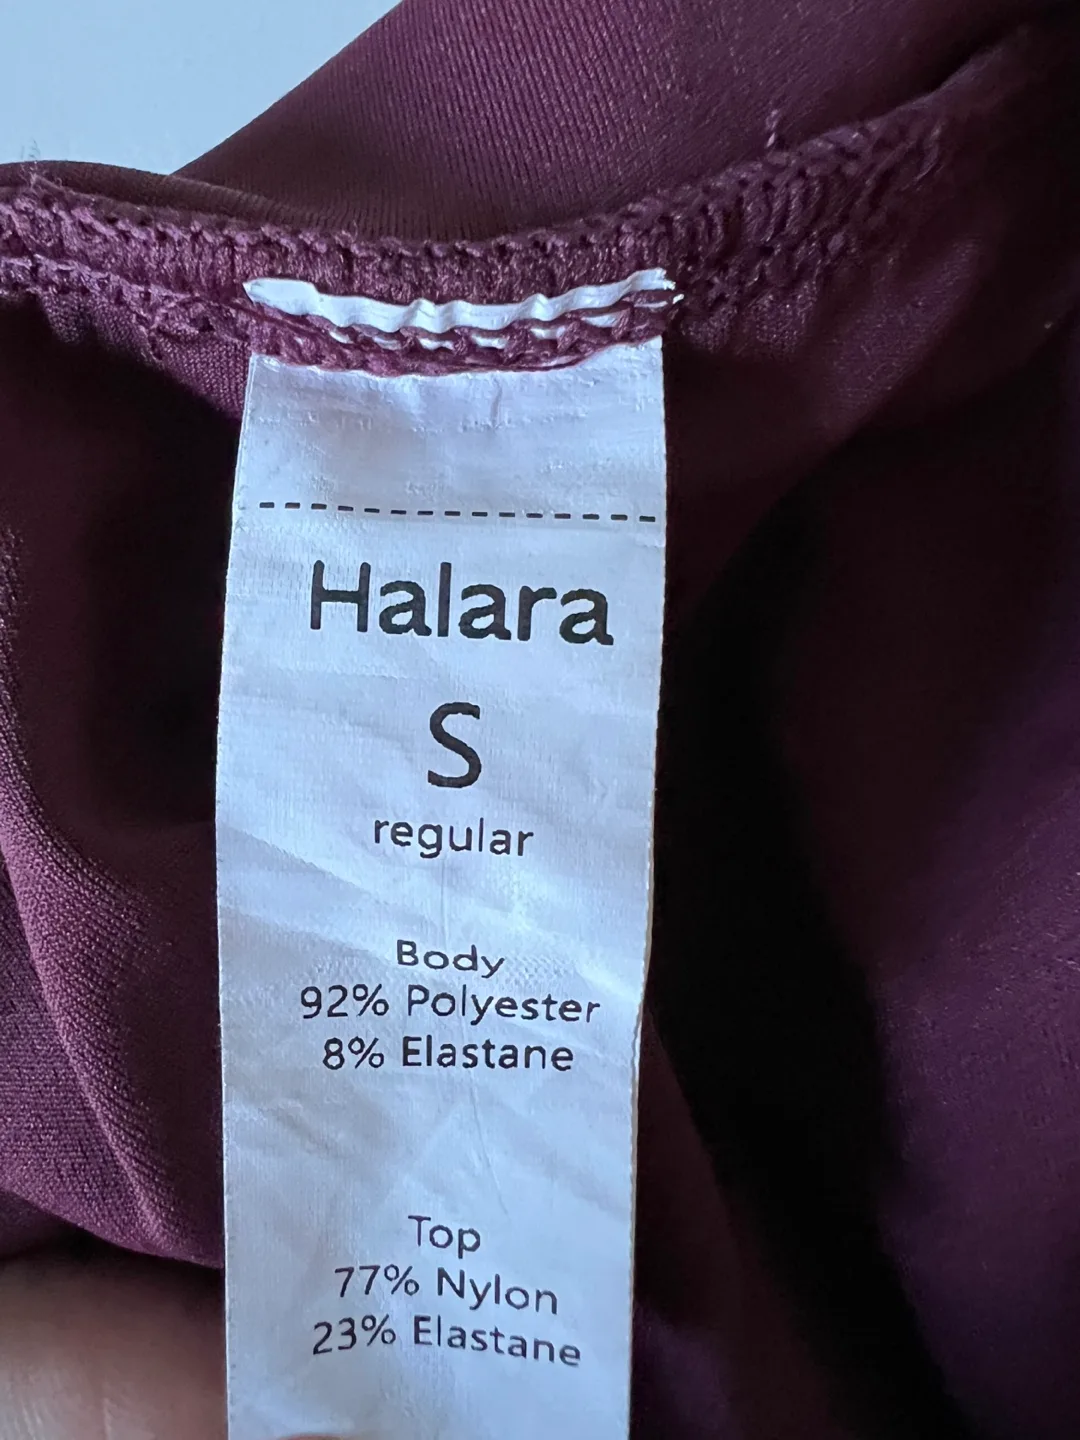 Halara
S
regular
Body
92% Polyester
8% Elastane
Top
77% Nylon
23% Elastane